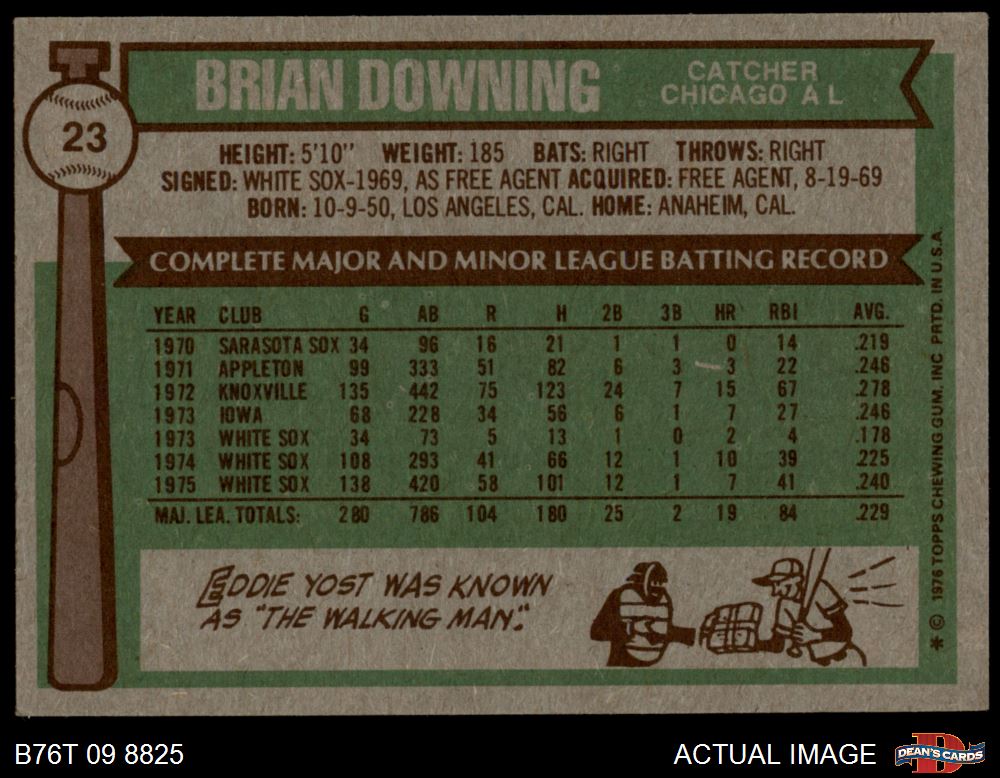 23
BRIAN DOWNING
CATCHER
CHICAGO A L
HEIGHT: 5'10" WEIGHT: 185 BATS: RIGHT THROWS: RIGHT
SIGNED: WHITE SOX-1969, AS FREE AGENT ACQUIRED: FREE AGENT, 8-19-69
BORN: 10-9-50, LOS ANGELES, CAL. HOME: ANAHEIM, CAL.
COMPLETE MAJOR AND MINOR LEAGUE BATTING RECORD
YEAR CLUB G AB R H 2B 3B HR RBI AVG.
1970 SARASOTA SOX 34 96 16 21 1 1 0 14 .219
1971 APPLETON 99 333 51 82 6 3 3 22 .246
1972 KNOXVILLE 135 442 75 123 24 7 15 67 .278
1973 IOWA 68 228 34 56 6 1 7 27 .246
1973 WHITE SOX 34 73 5 13 1 0 2 4 .178
1974 WHITE SOX 108 293 41 66 12 1 10 39 .225
1975 WHITE SOX 138 420 58 101 12 1 7 41 .240
MAJ. LEA. TOTALS: 280 786 104 180 25 2 19 84 .229
EDDIE YOST WAS KNOWN
AS "THE WALKING MAN".
* © 1976 TOPPS CHEWING GUM, INC PRTD. IN U.S.A.
B76T 09 8825
ACTUAL IMAGE
DEAN'S CARDS